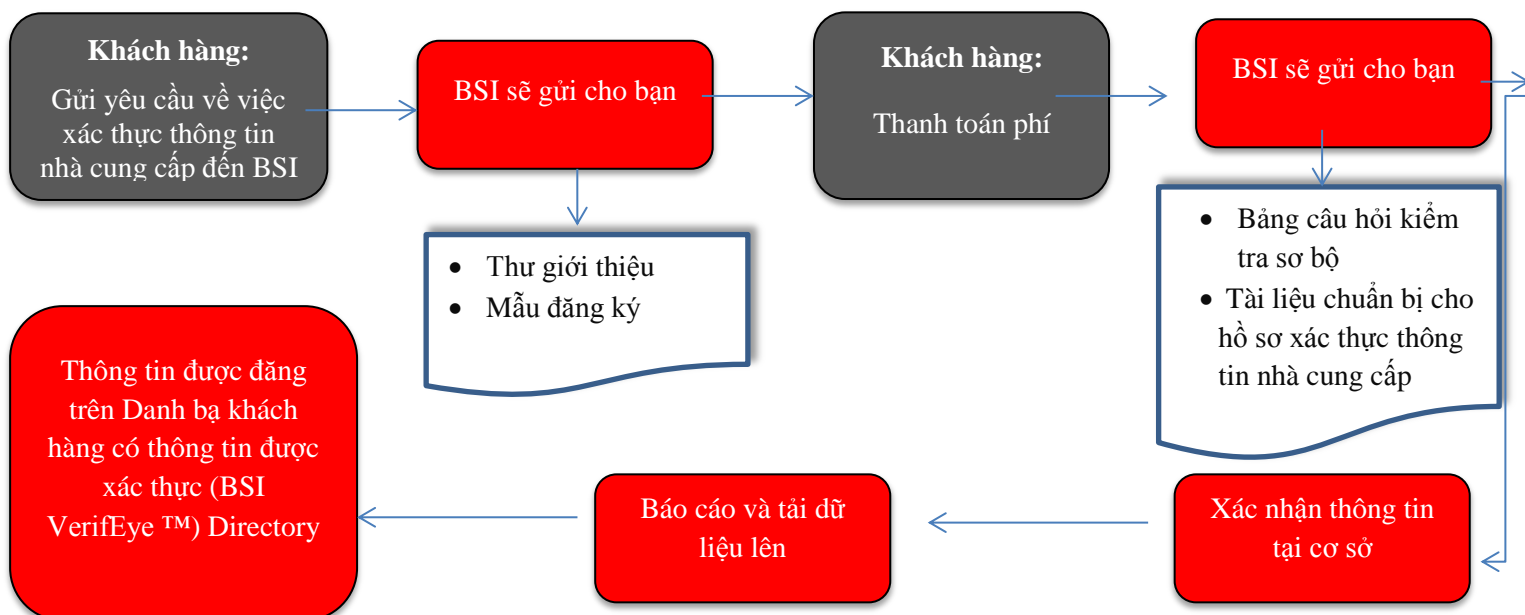 Khách hàng:
Gửi yêu cầu về việc
xác thực thông tin
nhà cung cấp đến BSI
BSI sẽ gửi cho bạn
• Thư giới thiệu
• Mẫu đăng ký
Khách hàng:
Thanh toán phí
BSI sẽ gửi cho bạn
• Bảng câu hỏi kiểm
tra sơ bộ
• Tài liệu chuẩn bị cho
hồ sơ xác thực thông
tin nhà cung cấp
Xác nhận thông tin
tại cơ sở
Báo cáo và tải dữ
liệu lên
Thông tin được đăng
trên Danh bạ khách
hàng có thông tin được
xác thực (BSI
VerifEye ™) Directory